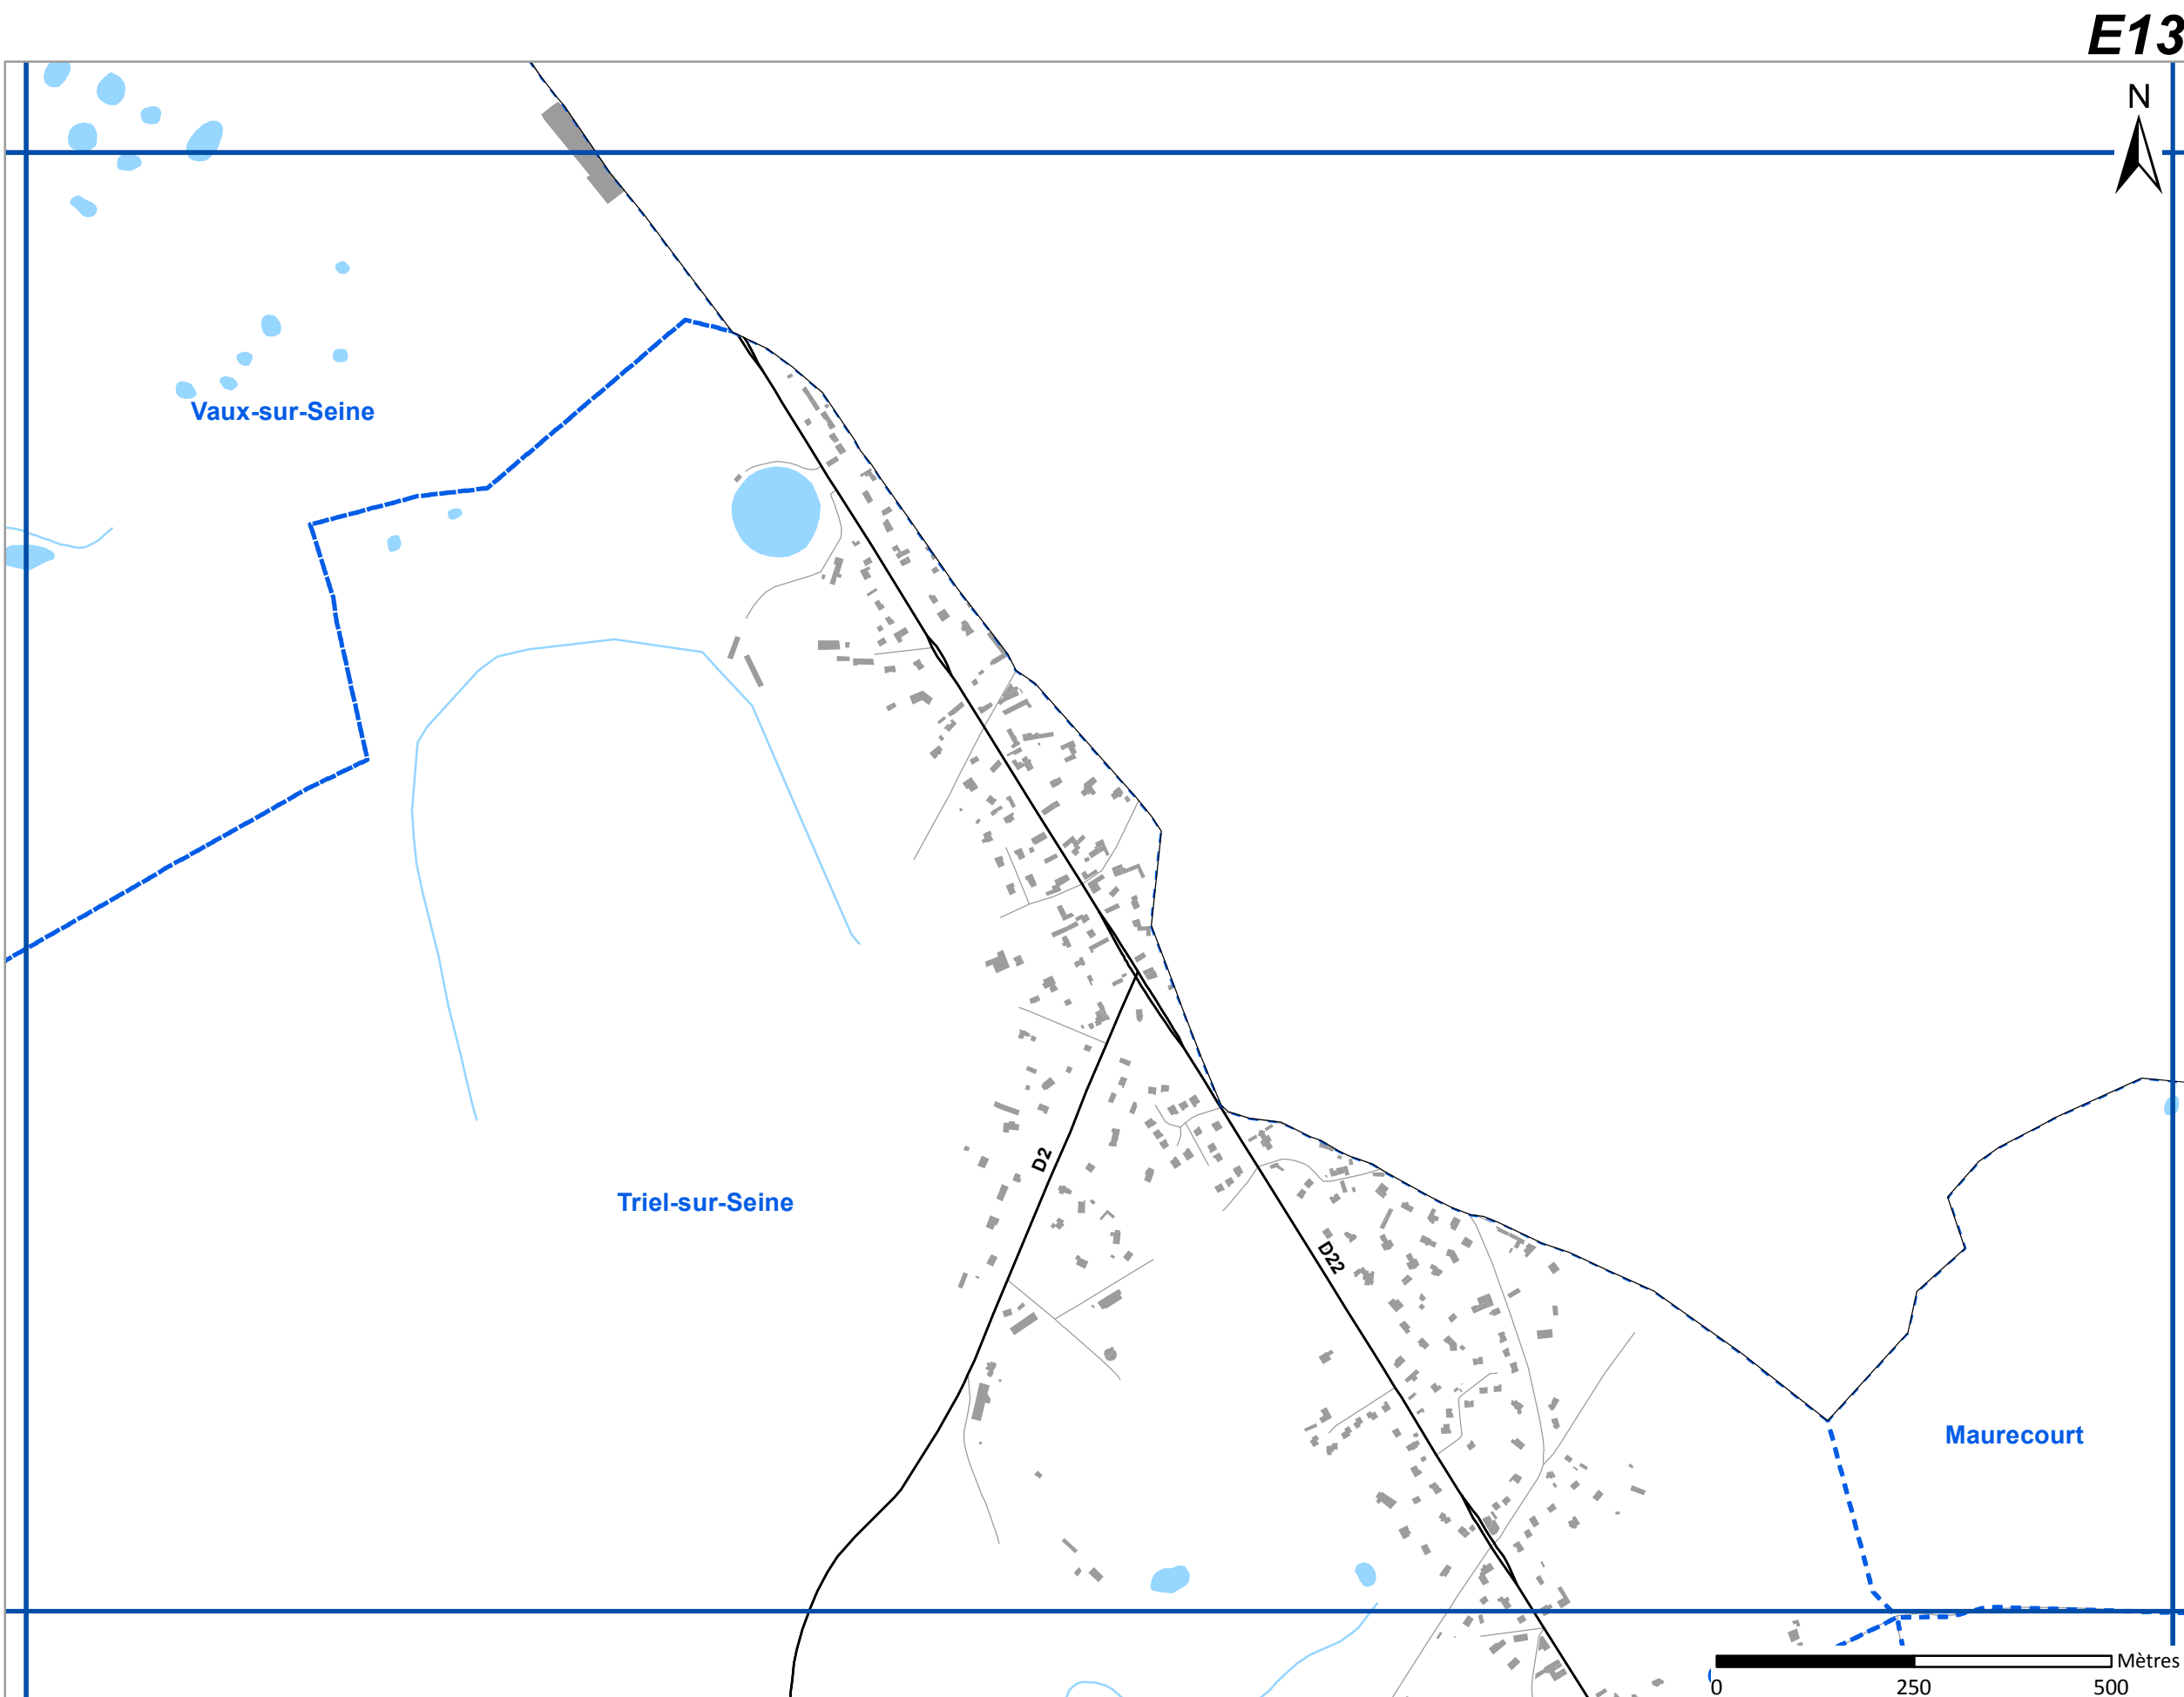 E13
N
Vaux-sur-Seine
D2
Triel-sur-Seine
D22
Maurecourt
Mètres
0 250 500